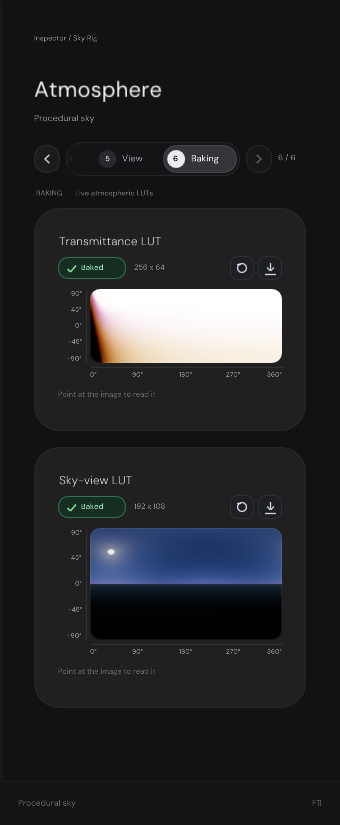 Inspector / Sky Rig
Atmosphere
Procedural sky
5 View 6 Baking 6 / 6
BAKING · Live atmospheric LUTs
Transmittance LUT
Baked 256 x 64
90°
45°
0°
-45°
-90°
0° 90° 180° 270° 360°
Point at the image to read it
Sky-view LUT
Baked 192 x 108
90°
45°
0°
-45°
-90°
0° 90° 180° 270° 360°
Point at the image to read it
Procedural sky F11